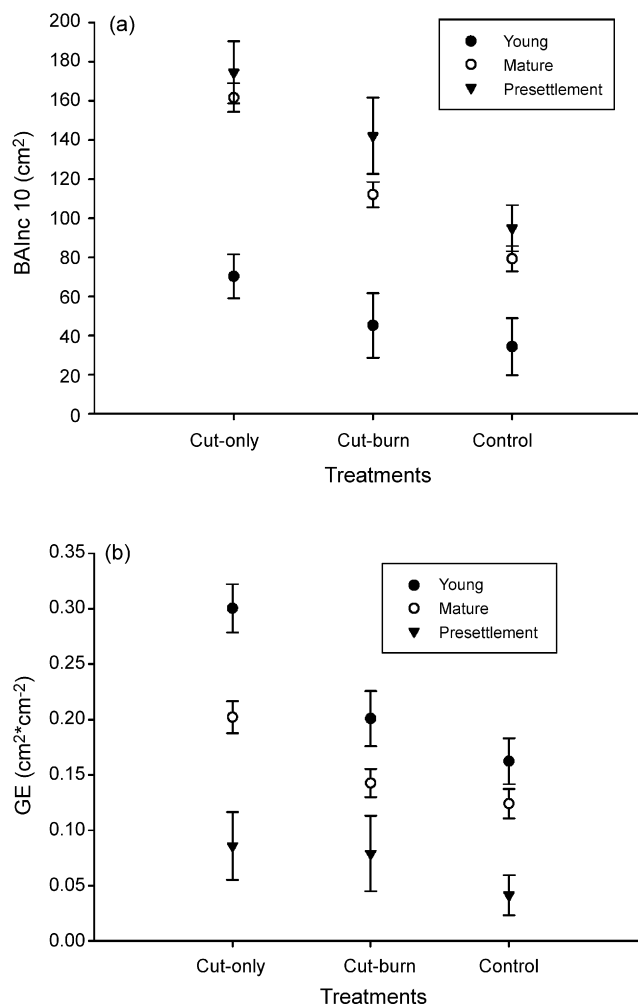 (a)
Young
Mature
Presettlement
200
180
160
140
120
100
80
60
40
20
0
BAInc 10 (cm²)
Cut-only Cut-burn Control
Treatments
(b)
Young
Mature
Presettlement
0.35
0.30
0.25
0.20
0.15
0.10
0.05
0.00
GE (cm²*cm⁻²)
Cut-only Cut-burn Control
Treatments